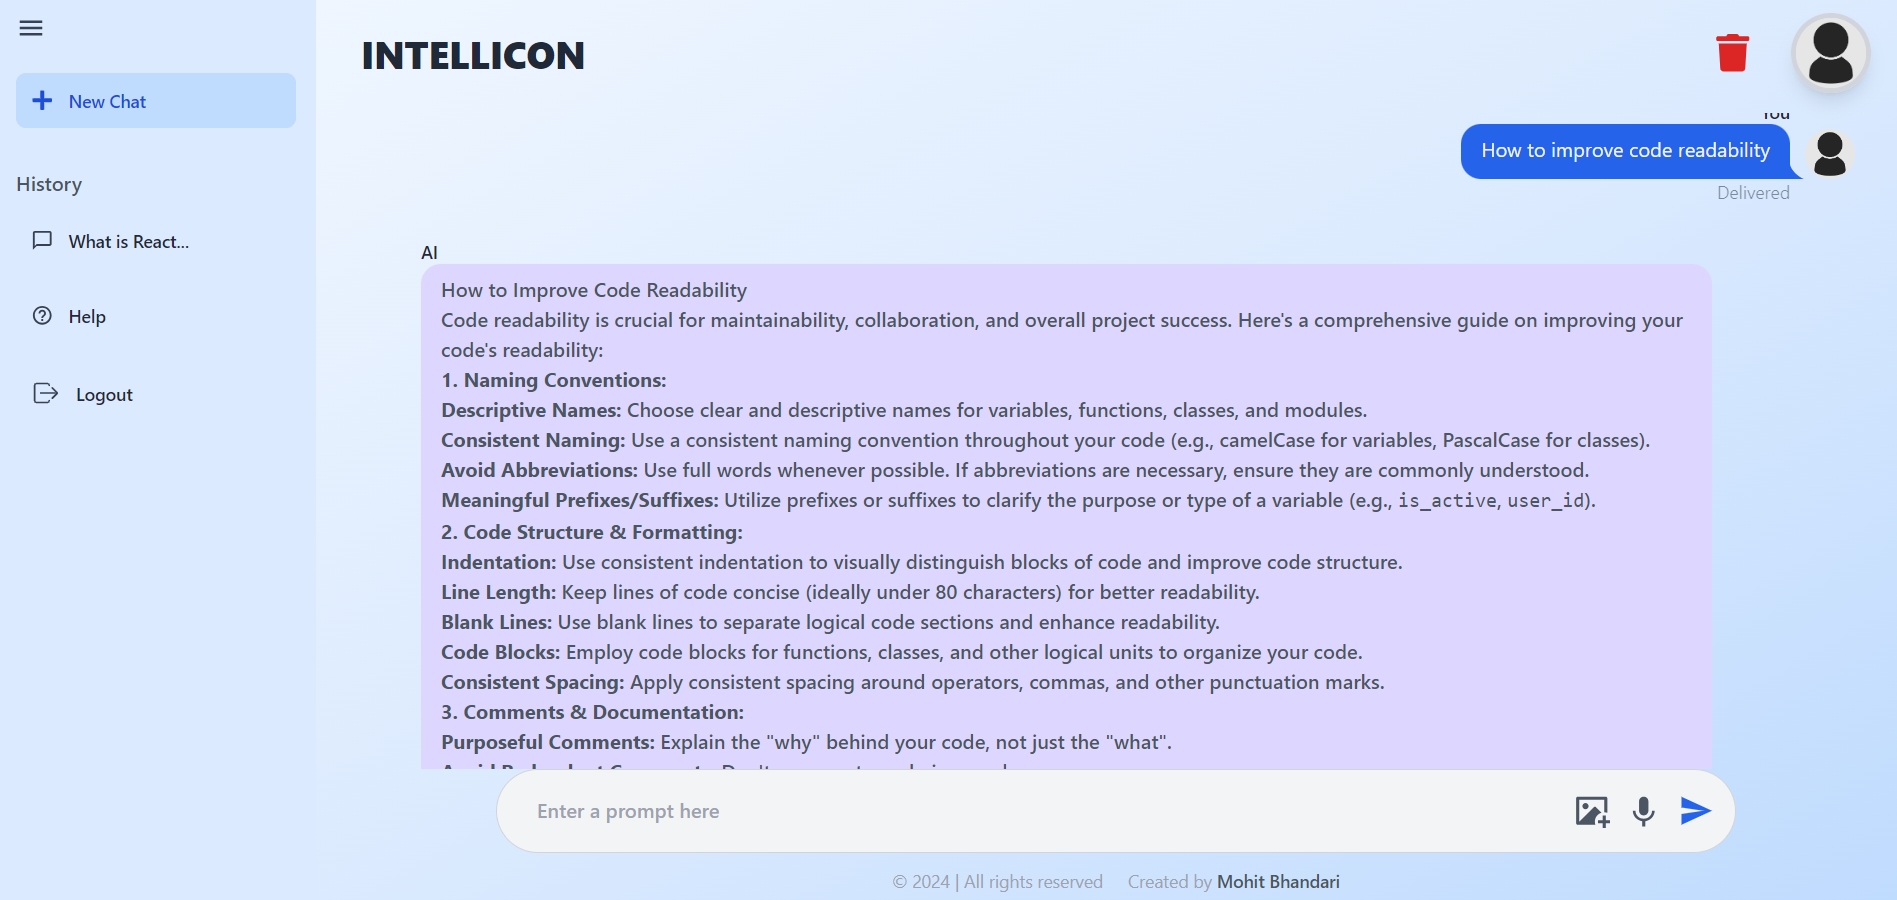 INTELLICON
New Chat
History
What is React...
Help
Logout
You
How to improve code readability
Delivered
AI
How to Improve Code Readability
Code readability is crucial for maintainability, collaboration, and overall project success. Here's a comprehensive guide on improving your
code's readability:
1. Naming Conventions:
Descriptive Names: Choose clear and descriptive names for variables, functions, classes, and modules.
Consistent Naming: Use a consistent naming convention throughout your code (e.g., camelCase for variables, PascalCase for classes).
Avoid Abbreviations: Use full words whenever possible. If abbreviations are necessary, ensure they are commonly understood.
Meaningful Prefixes/Suffixes: Utilize prefixes or suffixes to clarify the purpose or type of a variable (e.g., is_active, user_id).
2. Code Structure & Formatting:
Indentation: Use consistent indentation to visually distinguish blocks of code and improve code structure.
Line Length: Keep lines of code concise (ideally under 80 characters) for better readability.
Blank Lines: Use blank lines to separate logical code sections and enhance readability.
Code Blocks: Employ code blocks for functions, classes, and other logical units to organize your code.
Consistent Spacing: Apply consistent spacing around operators, commas, and other punctuation marks.
3. Comments & Documentation:
Purposeful Comments: Explain the "why" behind your code, not just the "what".
Enter a prompt here
© 2024 | All rights reserved Created by Mohit Bhandari